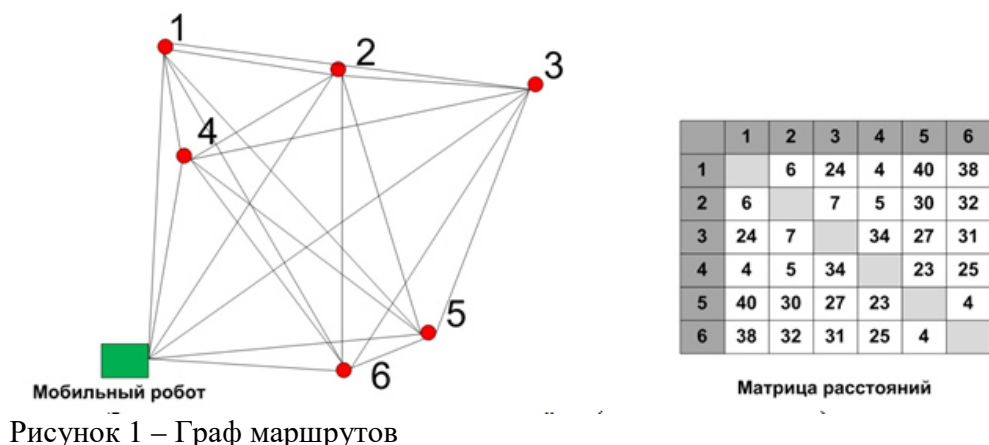 1
2
3
4
5
6
Мобильный робот
1 2 3 4 5 6
1 6 24 4 40 38
2 6 7 5 30 32
3 24 7 34 27 31
4 4 5 34 23 25
5 40 30 27 23 4
6 38 32 31 25 4
Матрица расстояний
Рисунок 1 – Граф маршрутов